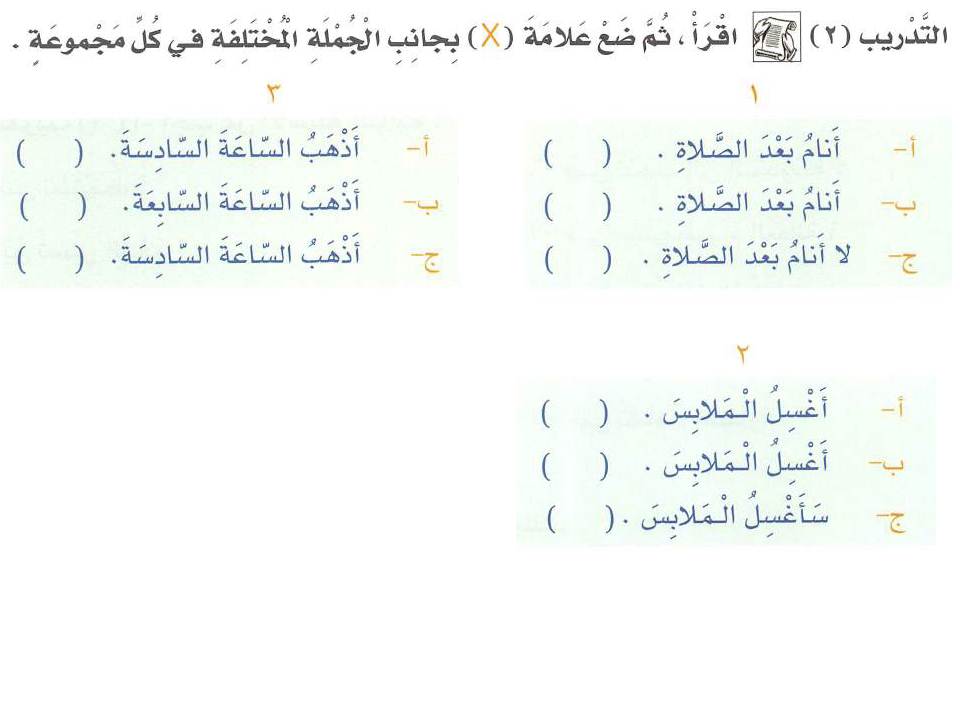 التَّدْرِيب (٢) اقْرَأْ ، ثُمَّ ضَعْ عَلامَةَ (X) بِجانِبِ الْجُمْلَةِ الْمُخْتَلِفَةِ في كُلِّ مَجْموعَةٍ .
١
أ- أَنامُ بَعْدَ الصَّلاةِ . ( )
ب- أَنامُ بَعْدَ الصَّلاةِ . ( )
ج- لا أَنامُ بَعْدَ الصَّلاةِ . ( )
٢
أ- أَغْسِلُ الْمَلابِسَ . ( )
ب- أَغْسِلُ الْمَلابِسَ . ( )
ج- سَأَغْسِلُ الْمَلابِسَ . ( )
٣
أ- أَذْهَبُ السّاعَةَ السّادِسَةَ. ( )
ب- أَذْهَبُ السّاعَةَ السّابِعَةَ. ( )
ج- أَذْهَبُ السّاعَةَ السّادِسَةَ. ( )